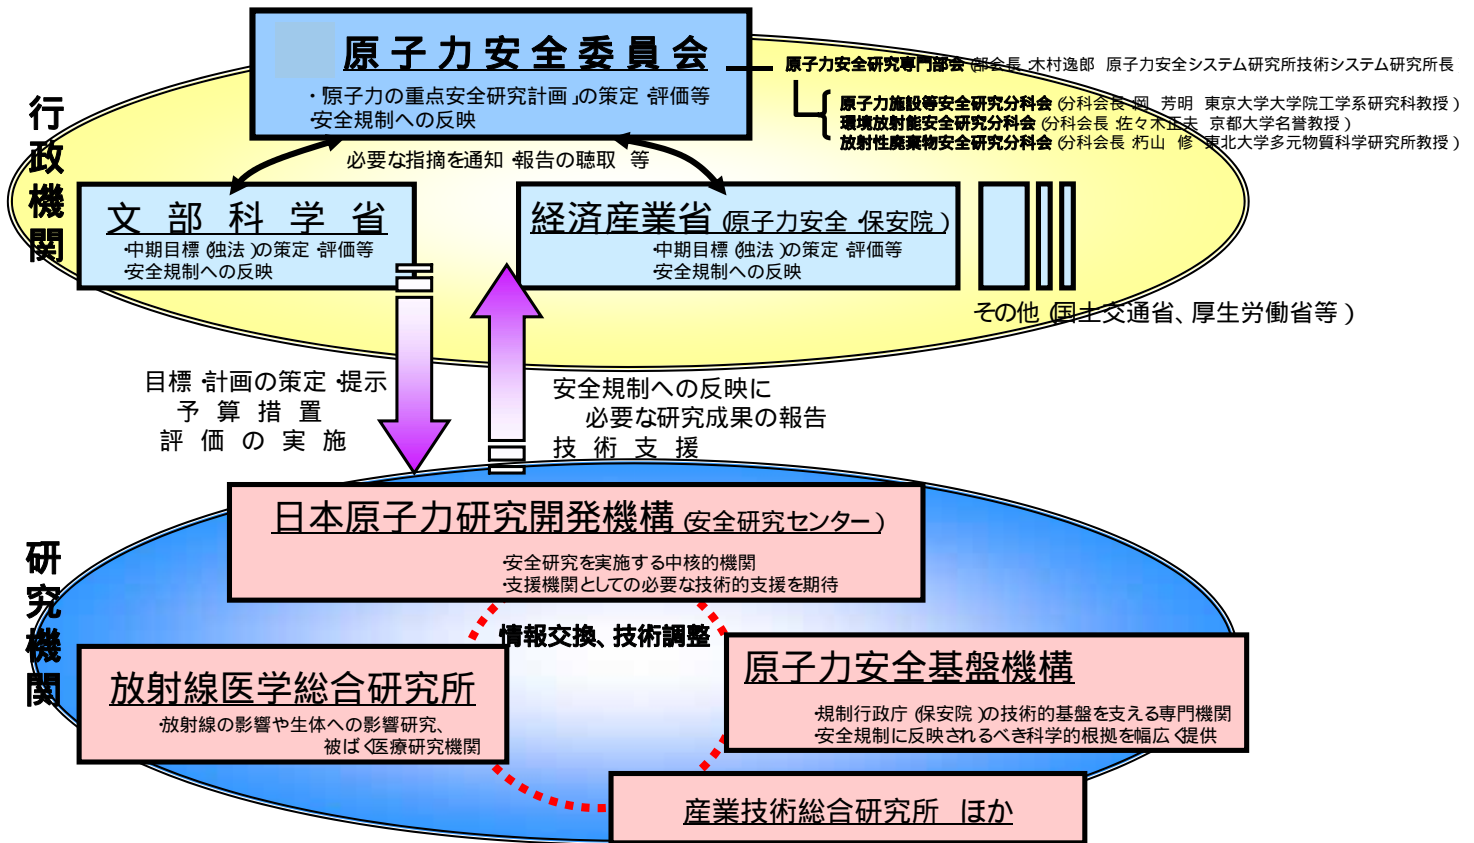 原子力安全委員会
・「原子力の重点安全研究計画」の策定・評価等
・安全規制への反映
原子力安全研究専門部会(部会長:木村逸郎 原子力安全システム研究所技術システム研究所長
原子力施設等安全研究分科会(分科会長:岡 芳明 東京大学大学院工学系研究科教授)
環境放射能安全研究分科会(分科会長:佐々木正夫 京都大学名誉教授)
放射性廃棄物安全研究分科会(分科会長:朽山 修 東北大学多元物質科学研究所教授)
行政機関
必要な指摘を通知・報告の聴取 等
文部科学省
・中期目標(独法)の策定・評価等
・安全規制への反映
経済産業省(原子力安全・保安院)
・中期目標(独法)の策定・評価等
・安全規制への反映
その他(国土交通省、厚生労働省等)
目標・計画の策定・提示
予算措置
評価の実施
安全規制への反映に
必要な研究成果の報告
技術支援
研究機関
日本原子力研究開発機構(安全研究センター)
・安全研究を実施する中核的機関
・支援機関としての必要な技術的支援を期待
情報交換、技術調整
放射線医学総合研究所
・放射線の影響や生体への影響研究、
被ばく医療研究機関
原子力安全基盤機構
・規制行政庁(保安院)の技術的基盤を支える専門機関
・安全規制に反映されるべき科学的根拠を幅広く提供
産業技術総合研究所 ほか